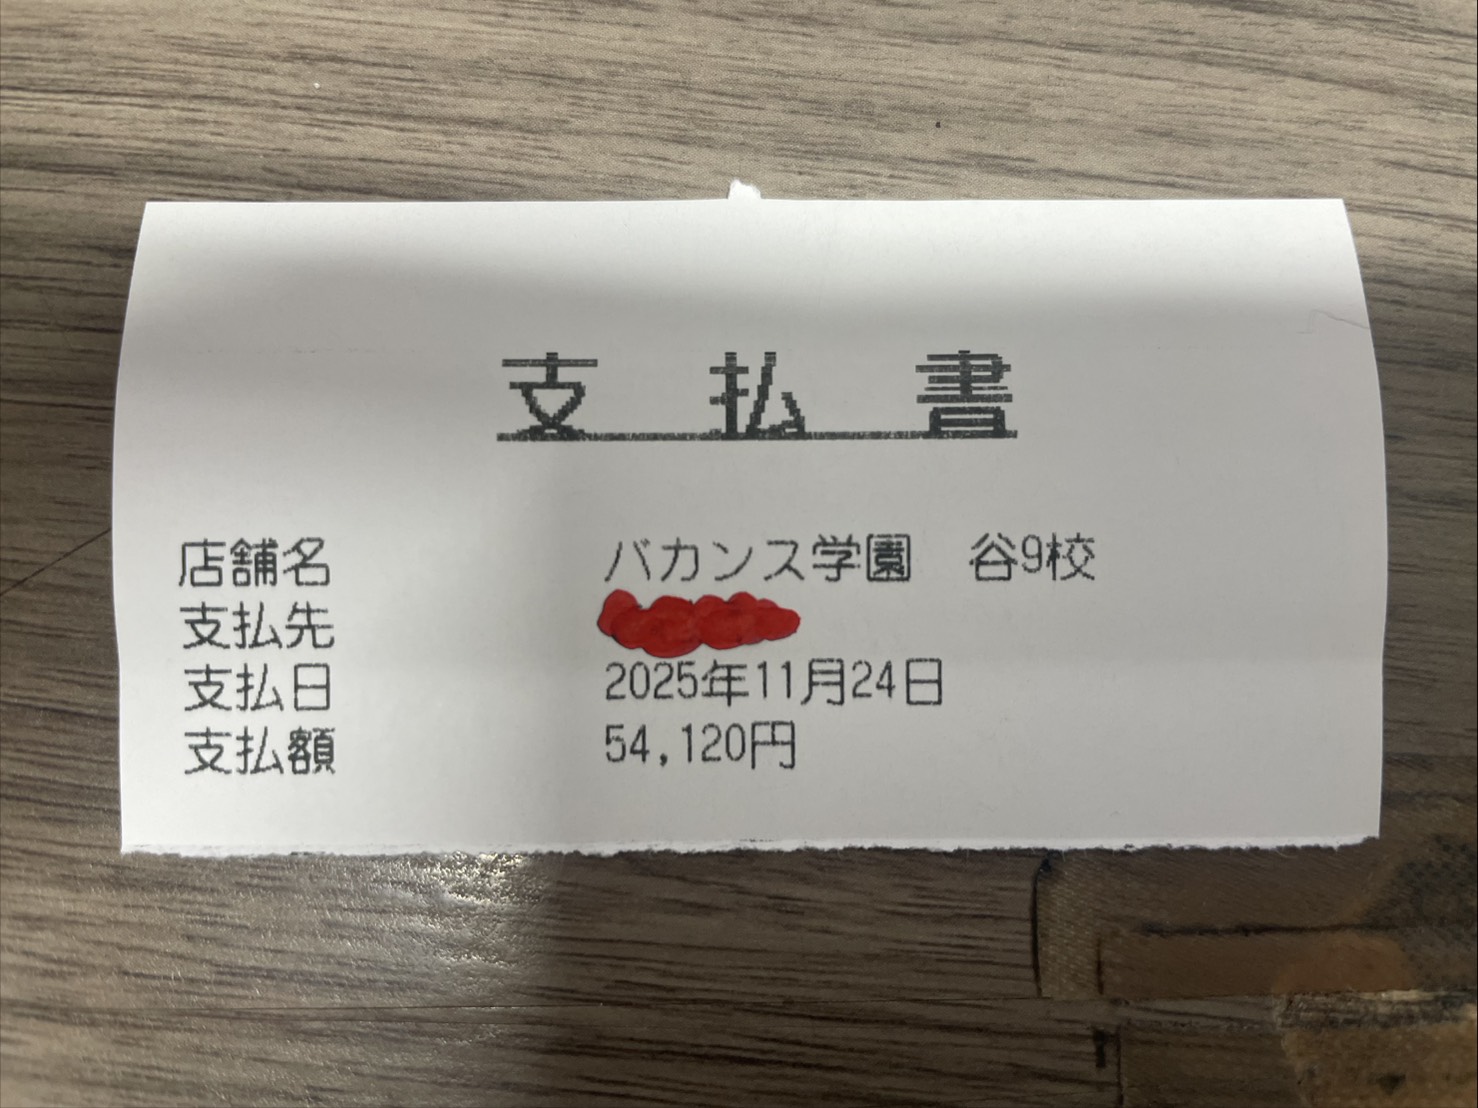 支払書
店舗名 バカンス学園 谷9校
支払先
支払日 2025年11月24日
支払額 54,120円